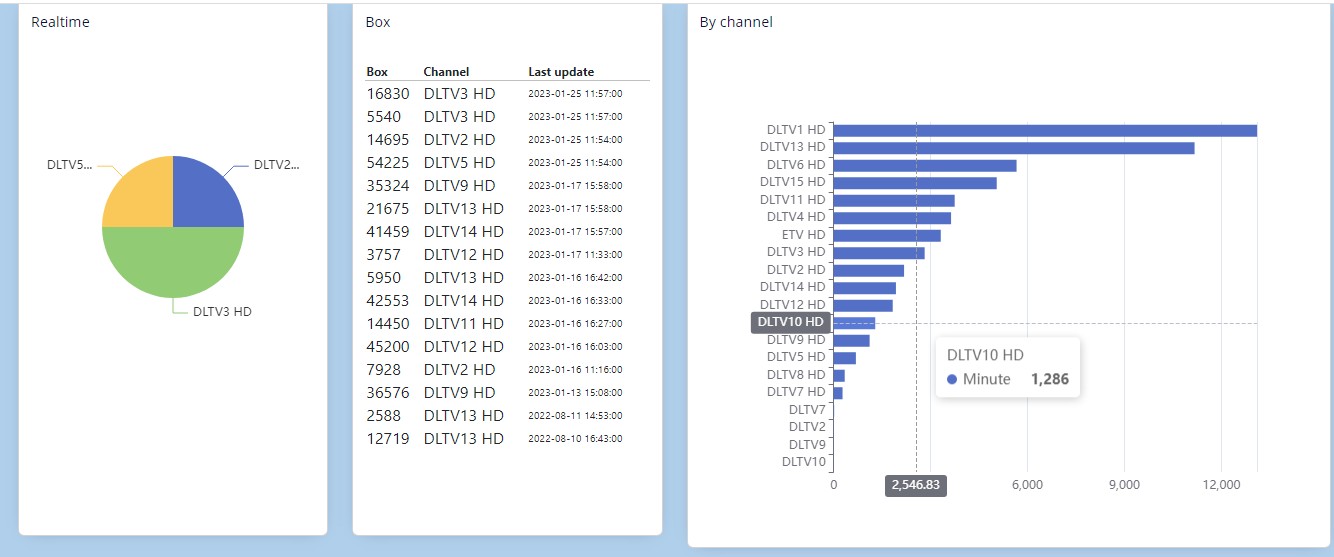 Realtime
DLTV5...
DLTV2...
DLTV3 HD
Box
Box Channel Last update
16830 DLTV3 HD 2023-01-25 11:57:00
5540 DLTV3 HD 2023-01-25 11:57:00
14695 DLTV2 HD 2023-01-25 11:54:00
54225 DLTV5 HD 2023-01-25 11:54:00
35324 DLTV9 HD 2023-01-17 15:58:00
21675 DLTV13 HD 2023-01-17 15:58:00
41459 DLTV14 HD 2023-01-17 15:57:00
3757 DLTV12 HD 2023-01-17 11:33:00
5950 DLTV13 HD 2023-01-16 16:42:00
42553 DLTV14 HD 2023-01-16 16:33:00
14450 DLTV11 HD 2023-01-16 16:27:00
45200 DLTV12 HD 2023-01-16 16:03:00
7928 DLTV2 HD 2023-01-16 11:16:00
36576 DLTV9 HD 2023-01-13 15:08:00
2588 DLTV13 HD 2022-08-11 14:53:00
12719 DLTV13 HD 2022-08-10 16:43:00
By channel
DLTV1 HD
DLTV13 HD
DLTV6 HD
DLTV15 HD
DLTV11 HD
DLTV4 HD
ETV HD
DLTV3 HD
DLTV2 HD
DLTV14 HD
DLTV12 HD
DLTV10 HD
DLTV9 HD
DLTV5 HD
DLTV8 HD
DLTV7 HD
DLTV7
DLTV2
DLTV9
DLTV10
DLTV10 HD
Minute 1,286
0 2,546.83 6,000 9,000 12,000